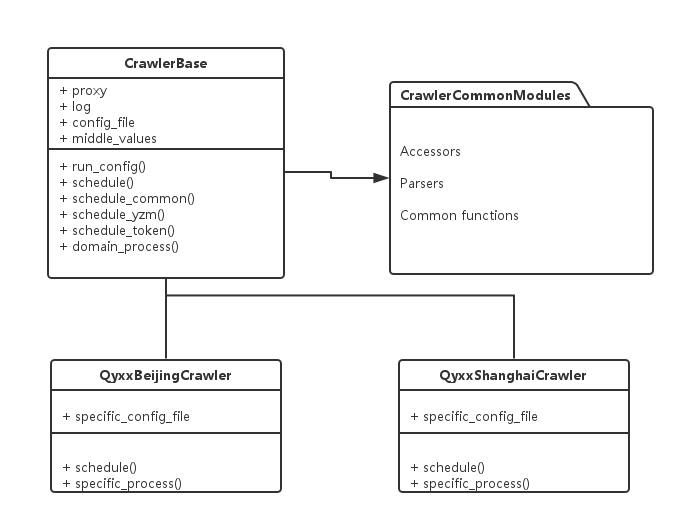 CrawlerBase
+ proxy
+ log
+ config_file
+ middle_values
+ run_config()
+ schedule()
+ schedule_common()
+ schedule_yzm()
+ schedule_token()
+ domain_process()
CrawlerCommonModules
Accessors
Parsers
Common functions
QyxxBeijingCrawler
+ specific_config_file
+ schedule()
+ specific_process()
QyxxShanghaiCrawler
+ specific_config_file
+ schedule()
+ specific_process()